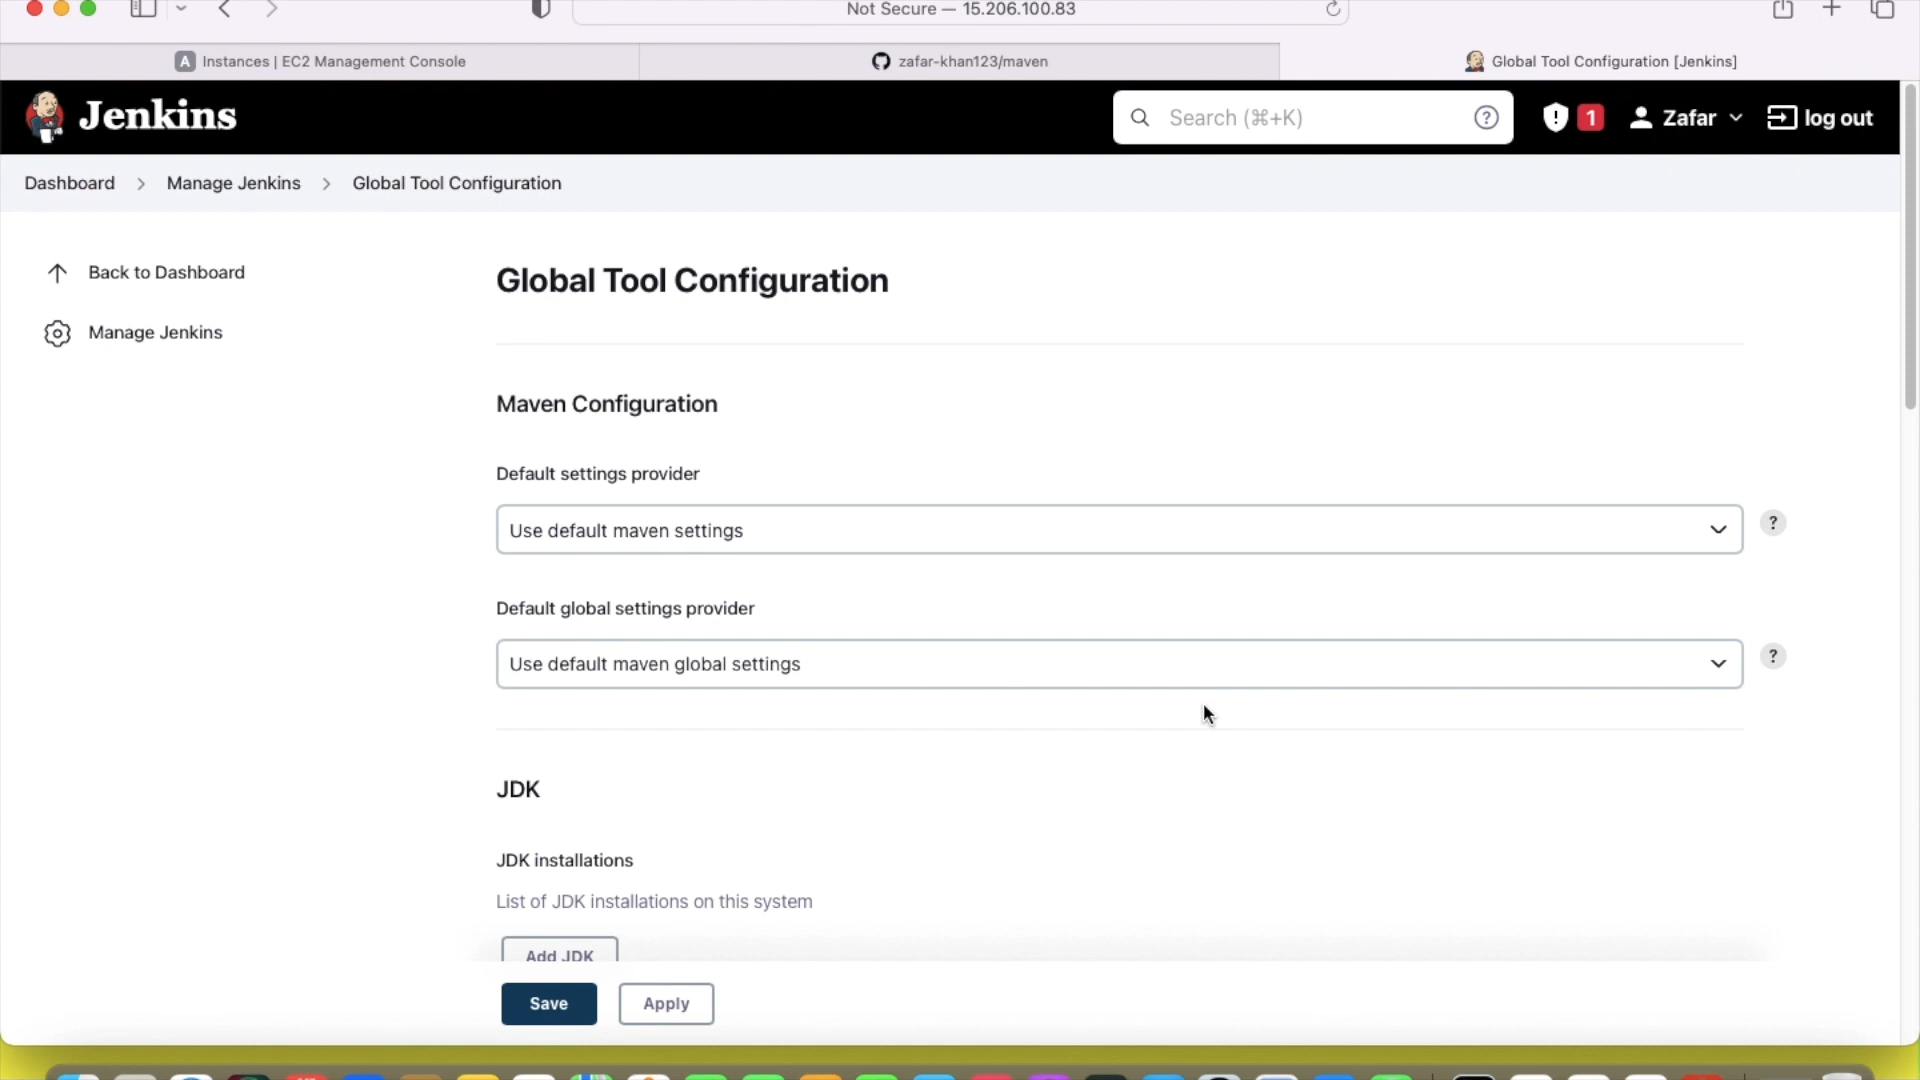 Not Secure — 15.206.100.83
A Instances | EC2 Management Console
zafar-khan123/maven
Global Tool Configuration [Jenkins]
Jenkins
Search (⌘+K) ?
! 1
Zafar
log out
Dashboard > Manage Jenkins > Global Tool Configuration
Back to Dashboard
Manage Jenkins
Global Tool Configuration
Maven Configuration
Default settings provider
Use default maven settings
?
Default global settings provider
Use default maven global settings
?
JDK
JDK installations
List of JDK installations on this system
Add JDK
Save
Apply